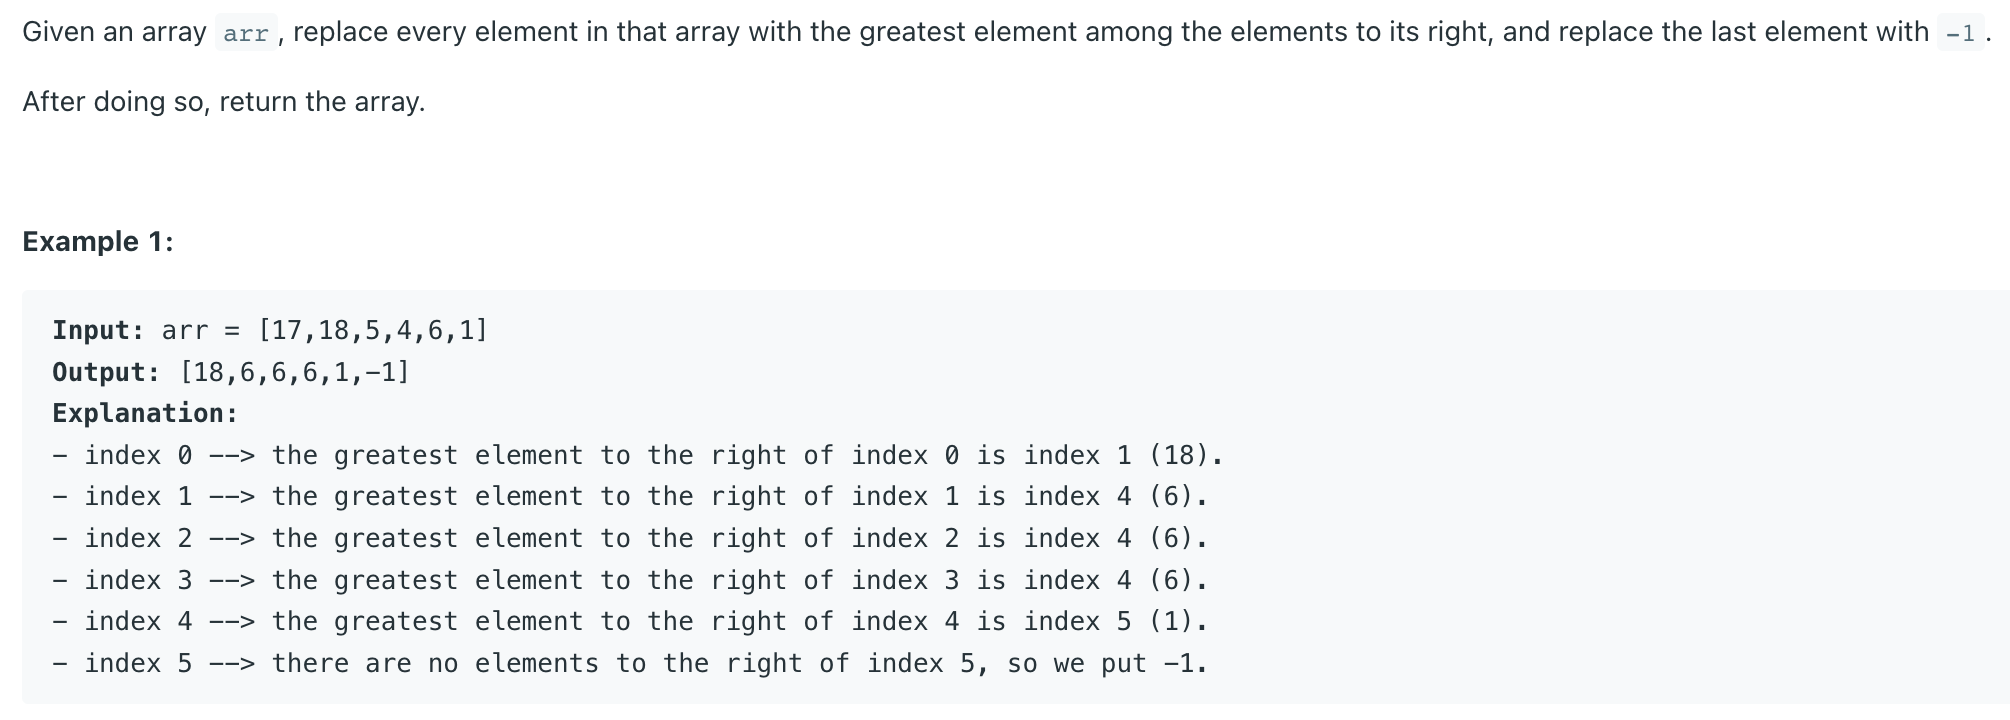 Given an array arr, replace every element in that array with the greatest element among the elements to its right, and replace the last element with -1.
After doing so, return the array.
Example 1:
Input: arr = [17,18,5,4,6,1]
Output: [18,6,6,6,1,-1]
Explanation:
- index 0 --> the greatest element to the right of index 0 is index 1 (18).
- index 1 --> the greatest element to the right of index 1 is index 4 (6).
- index 2 --> the greatest element to the right of index 2 is index 4 (6).
- index 3 --> the greatest element to the right of index 3 is index 4 (6).
- index 4 --> the greatest element to the right of index 4 is index 5 (1).
- index 5 --> there are no elements to the right of index 5, so we put -1.